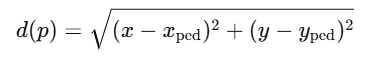 d(p) = √(x − x_ped)² + (y − y_ped)²